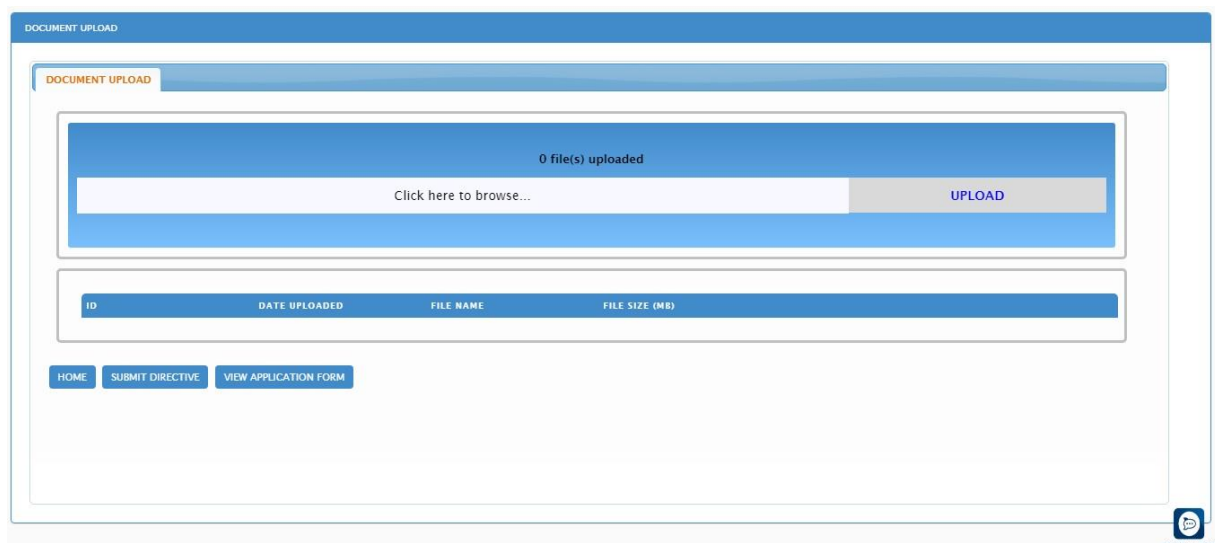 DOCUMENT UPLOAD
DOCUMENT UPLOAD
0 file(s) uploaded
Click here to browse... UPLOAD
ID DATE UPLOADED FILE NAME FILE SIZE (MB)
HOME SUBMIT DIRECTIVE VIEW APPLICATION FORM